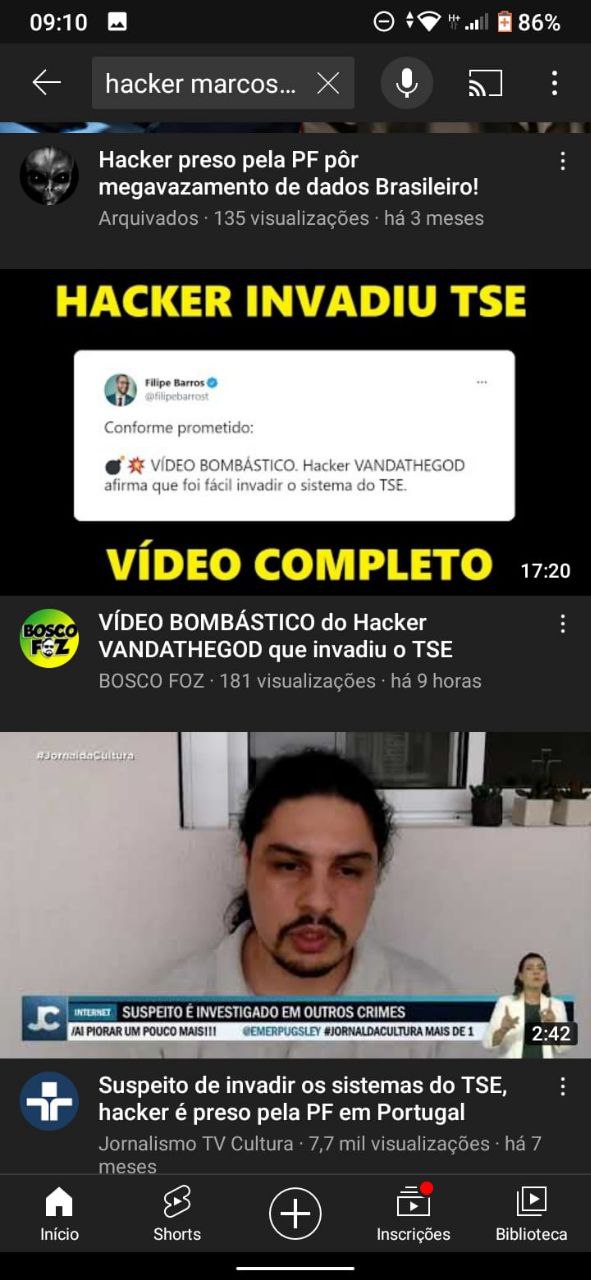 09:10
H+
86%
hacker marcos...
Hacker preso pela PF pôr
megavazamento de dados Brasileiro!
Arquivados · 135 visualizações · há 3 meses
HACKER INVADIU TSE
Filipe Barros
@filipebarrost
Conforme prometido:
💣💥 VÍDEO BOMBÁSTICO. Hacker VANDATHEGOD
afirma que foi fácil invadir o sistema do TSE.
VÍDEO COMPLETO
17:20
BOSCO
FOZ
VÍDEO BOMBÁSTICO do Hacker
VANDATHEGOD que invadiu o TSE
BOSCO FOZ · 181 visualizações · há 9 horas
#JornaldaCultura
JC
INTERNET SUSPEITO É INVESTIGADO EM OUTROS CRIMES
/AI PIORAR UM POUCO MAIS!!! @EMERPUGSLEY #JORNALDACULTURA MAIS DE 1
2:42
Suspeito de invadir os sistemas do TSE,
hacker é preso pela PF em Portugal
Jornalismo TV Cultura · 7,7 mil visualizações · há 7
meses
Início
Shorts
Inscrições
Biblioteca